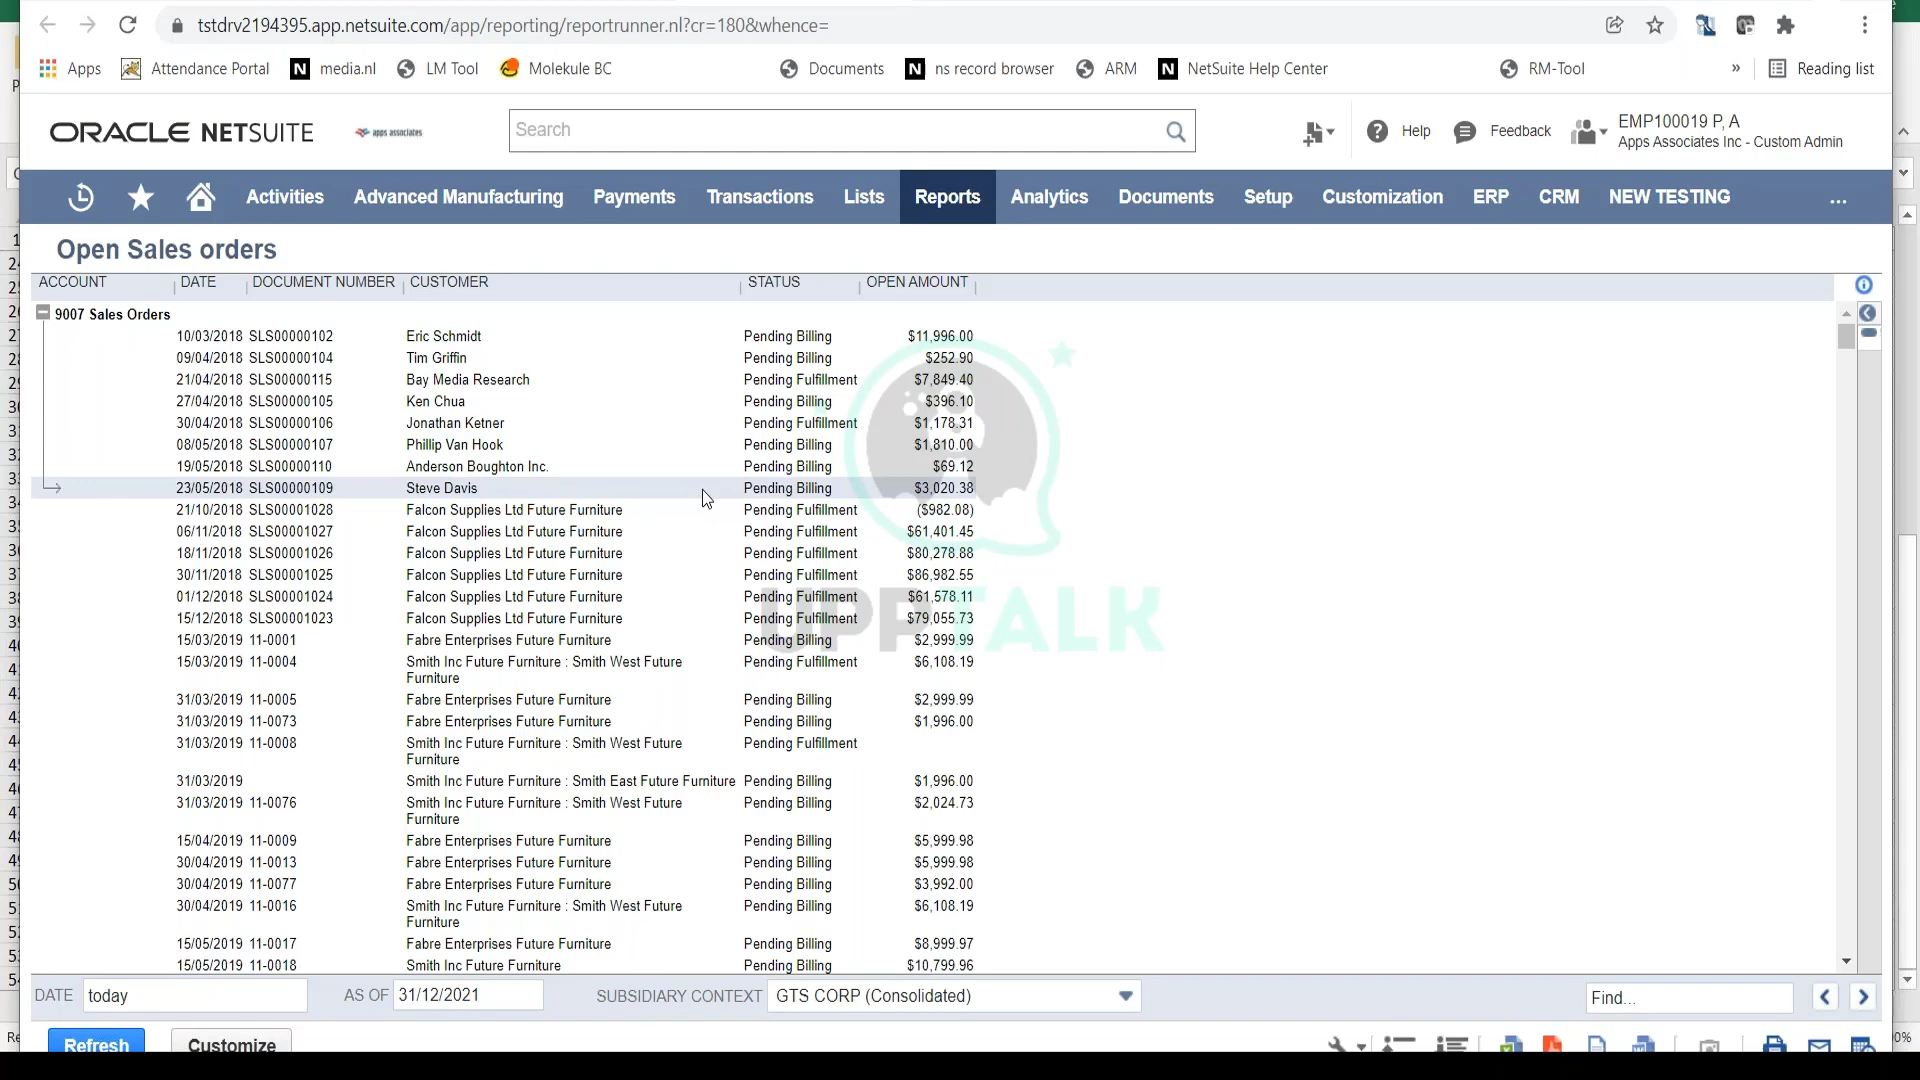 tstdrv2194395.app.netsuite.com/app/reporting/reportrunner.nl?cr=180&whence=
Apps Attendance Portal media.nl LM Tool Molekule BC Documents ns record browser ARM NetSuite Help Center RM-Tool » Reading list
ORACLE NETSUITE apps associates Search Help Feedback EMP100019 P, A
Apps Associates Inc - Custom Admin
Activities Advanced Manufacturing Payments Transactions Lists Reports Analytics Documents Setup Customization ERP CRM NEW TESTING ...
Open Sales orders
ACCOUNT DATE DOCUMENT NUMBER CUSTOMER STATUS OPEN AMOUNT
9007 Sales Orders
10/03/2018 SLS00000102 Eric Schmidt Pending Billing $11,996.00
09/04/2018 SLS00000104 Tim Griffin Pending Billing $252.90
21/04/2018 SLS00000115 Bay Media Research Pending Fulfillment $7,849.40
27/04/2018 SLS00000105 Ken Chua Pending Billing $396.10
30/04/2018 SLS00000106 Jonathan Ketner Pending Fulfillment $1,178.31
08/05/2018 SLS00000107 Phillip Van Hook Pending Billing $1,810.00
19/05/2018 SLS00000110 Anderson Boughton Inc. Pending Billing $69.12
23/05/2018 SLS00000109 Steve Davis Pending Billing $3,020.38
21/10/2018 SLS00001028 Falcon Supplies Ltd Future Furniture Pending Fulfillment ($982.08)
06/11/2018 SLS00001027 Falcon Supplies Ltd Future Furniture Pending Fulfillment $61,401.45
18/11/2018 SLS00001026 Falcon Supplies Ltd Future Furniture Pending Fulfillment $80,278.88
30/11/2018 SLS00001025 Falcon Supplies Ltd Future Furniture Pending Fulfillment $86,982.55
01/12/2018 SLS00001024 Falcon Supplies Ltd Future Furniture Pending Fulfillment $61,578.11
15/12/2018 SLS00001023 Falcon Supplies Ltd Future Furniture Pending Fulfillment $79,055.73
UPPTALK
15/03/2019 11-0001 Fabre Enterprises Future Furniture Pending Billing $2,999.99
15/03/2019 11-0004 Smith Inc Future Furniture : Smith West Future Pending Fulfillment $6,108.19
Furniture
31/03/2019 11-0005 Fabre Enterprises Future Furniture Pending Billing $2,999.99
31/03/2019 11-0073 Fabre Enterprises Future Furniture Pending Billing $1,996.00
31/03/2019 11-0008 Smith Inc Future Furniture : Smith West Future Pending Fulfillment
Furniture
31/03/2019 Smith Inc Future Furniture : Smith East Future Furniture Pending Billing $1,996.00
31/03/2019 11-0076 Smith Inc Future Furniture : Smith West Future Pending Billing $2,024.73
Furniture
15/04/2019 11-0009 Fabre Enterprises Future Furniture Pending Billing $5,999.98
30/04/2019 11-0013 Fabre Enterprises Future Furniture Pending Billing $5,999.98
30/04/2019 11-0077 Fabre Enterprises Future Furniture Pending Billing $3,992.00
30/04/2019 11-0016 Smith Inc Future Furniture : Smith West Future Pending Billing $6,108.19
Furniture
15/05/2019 11-0017 Fabre Enterprises Future Furniture Pending Billing $8,999.97
15/05/2019 11-0018 Smith Inc Future Furniture Pending Billing $10,799.96
DATE today AS OF 31/12/2021 SUBSIDIARY CONTEXT GTS CORP (Consolidated) Find...
Refresh Customize